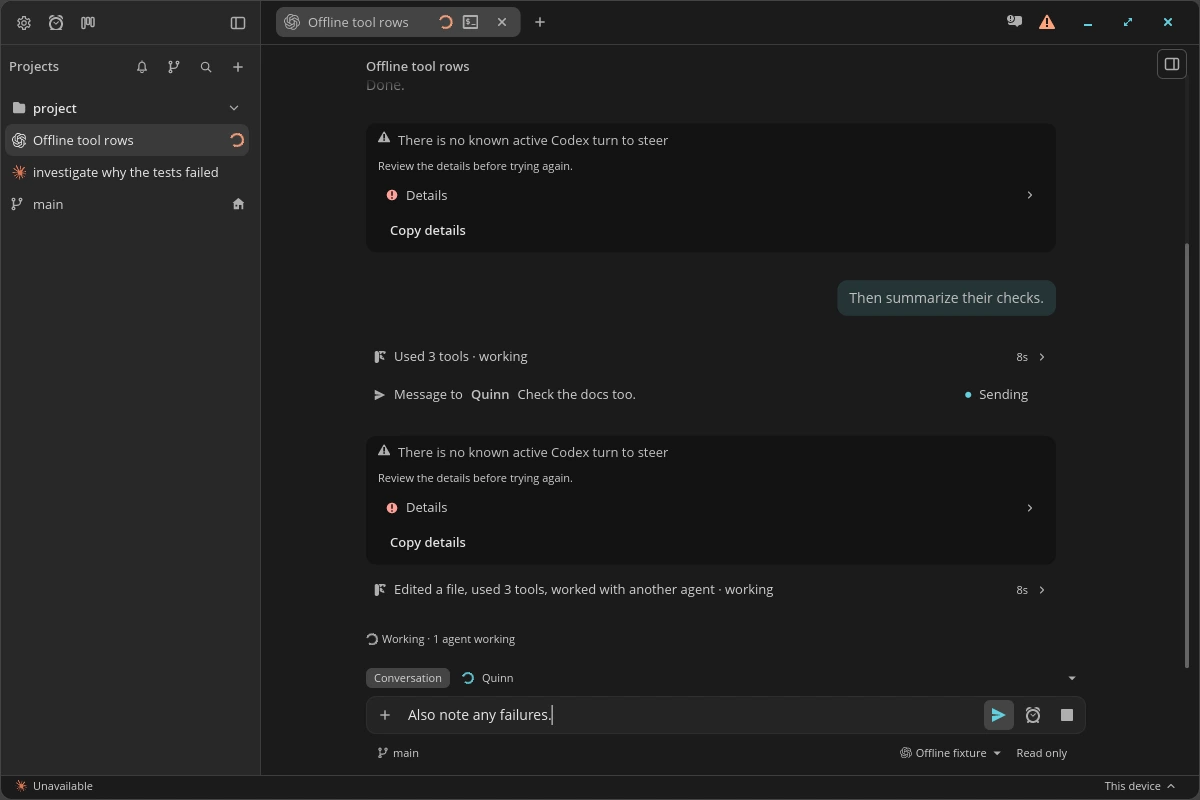 Offline tool rows
Projects
project
Offline tool rows
investigate why the tests failed
main
Offline tool rows
Done.
There is no known active Codex turn to steer
Review the details before trying again.
Details
Copy details
Then summarize their checks.
Used 3 tools · working 8s
Message to Quinn Check the docs too. Sending
There is no known active Codex turn to steer
Review the details before trying again.
Details
Copy details
Edited a file, used 3 tools, worked with another agent · working 8s
Working · 1 agent working
Conversation Quinn
Also note any failures.
main Offline fixture Read only
Unavailable This device